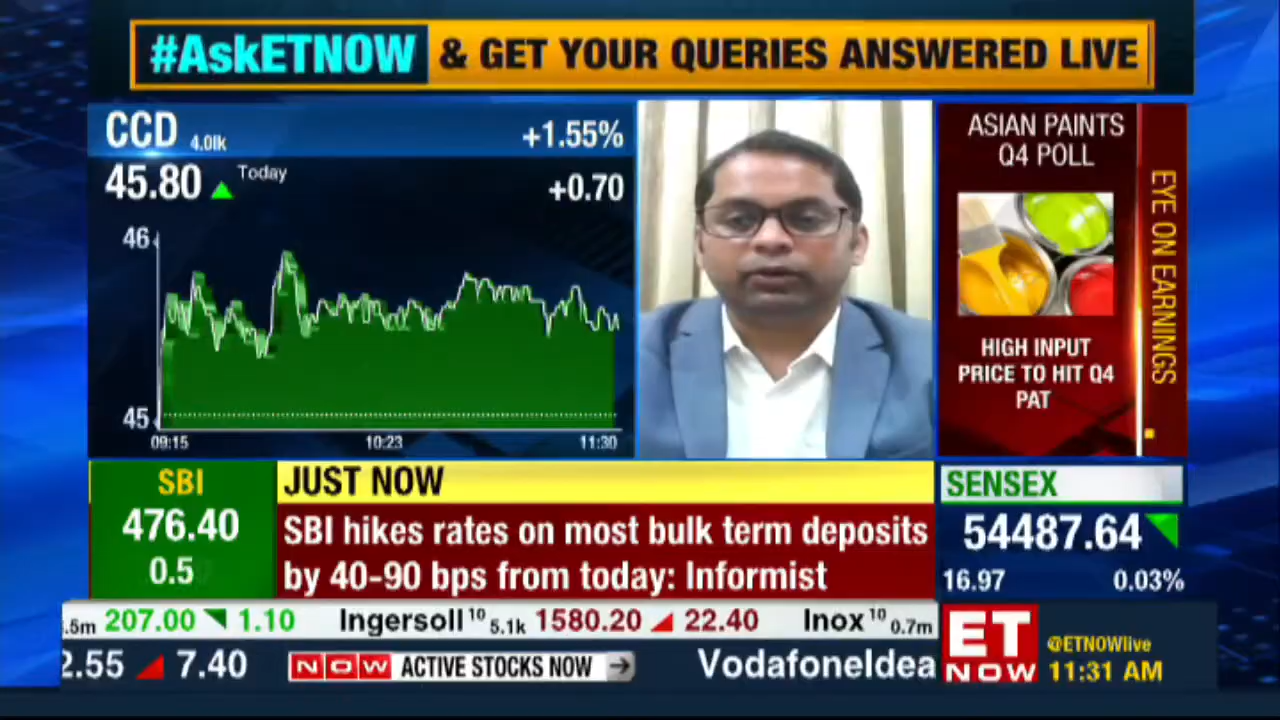 #AskETNOW & GET YOUR QUERIES ANSWERED LIVE
CCD 4.0lk +1.55%
45.80 Today +0.70
46
45
09:15 10:23 11:30
ASIAN PAINTS
Q4 POLL
HIGH INPUT
PRICE TO HIT Q4
PAT
EYE ON EARNINGS
SBI
476.40
0.5
JUST NOW
SBI hikes rates on most bulk term deposits
by 40-90 bps from today: Informist
SENSEX
54487.64
16.97 0.03%
.5m 207.00 1.10 Ingersoll 10 5.1k 1580.20 22.40 Inox 10 0.7m
2.55 7.40 NOW ACTIVE STOCKS NOW VodafoneIdea
ET
NOW
@ETNOWlive
11:31 AM